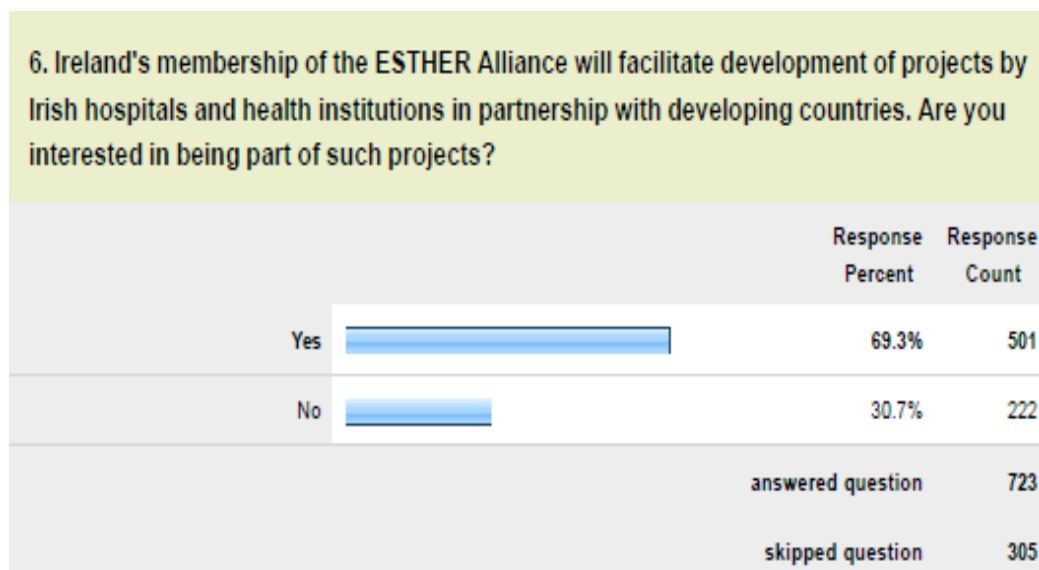 6. Ireland's membership of the ESTHER Alliance will facilitate development of projects by
Irish hospitals and health institutions in partnership with developing countries. Are you
interested in being part of such projects?
Response Response
Percent Count
Yes 69.3% 501
No 30.7% 222
answered question 723
skipped question 305